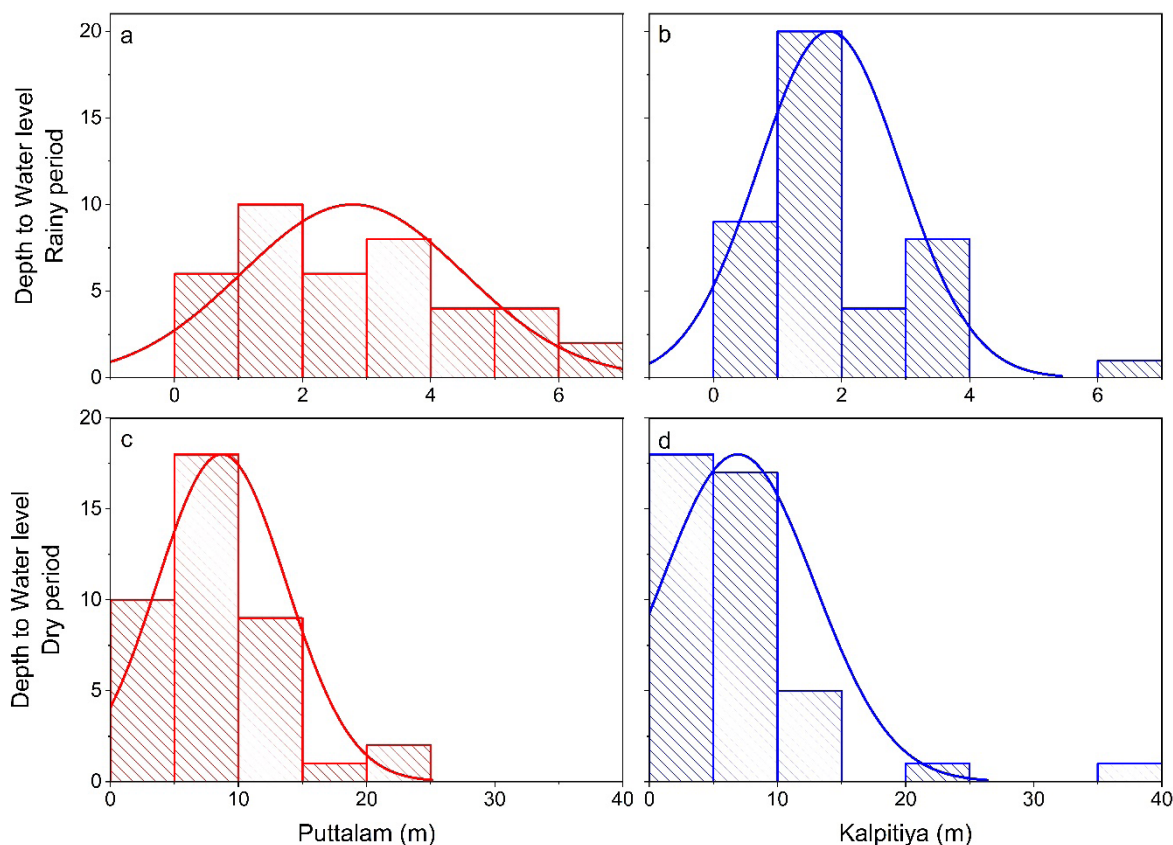 a
b
Depth to Water level
Rainy period
20
15
10
5
0
0 2 4 6
0 2 4 6
c
d
Depth to Water level
Dry period
20
15
10
5
0
0 10 20 30 40
0 10 20 30 40
Puttalam (m)
Kalpitiya (m)